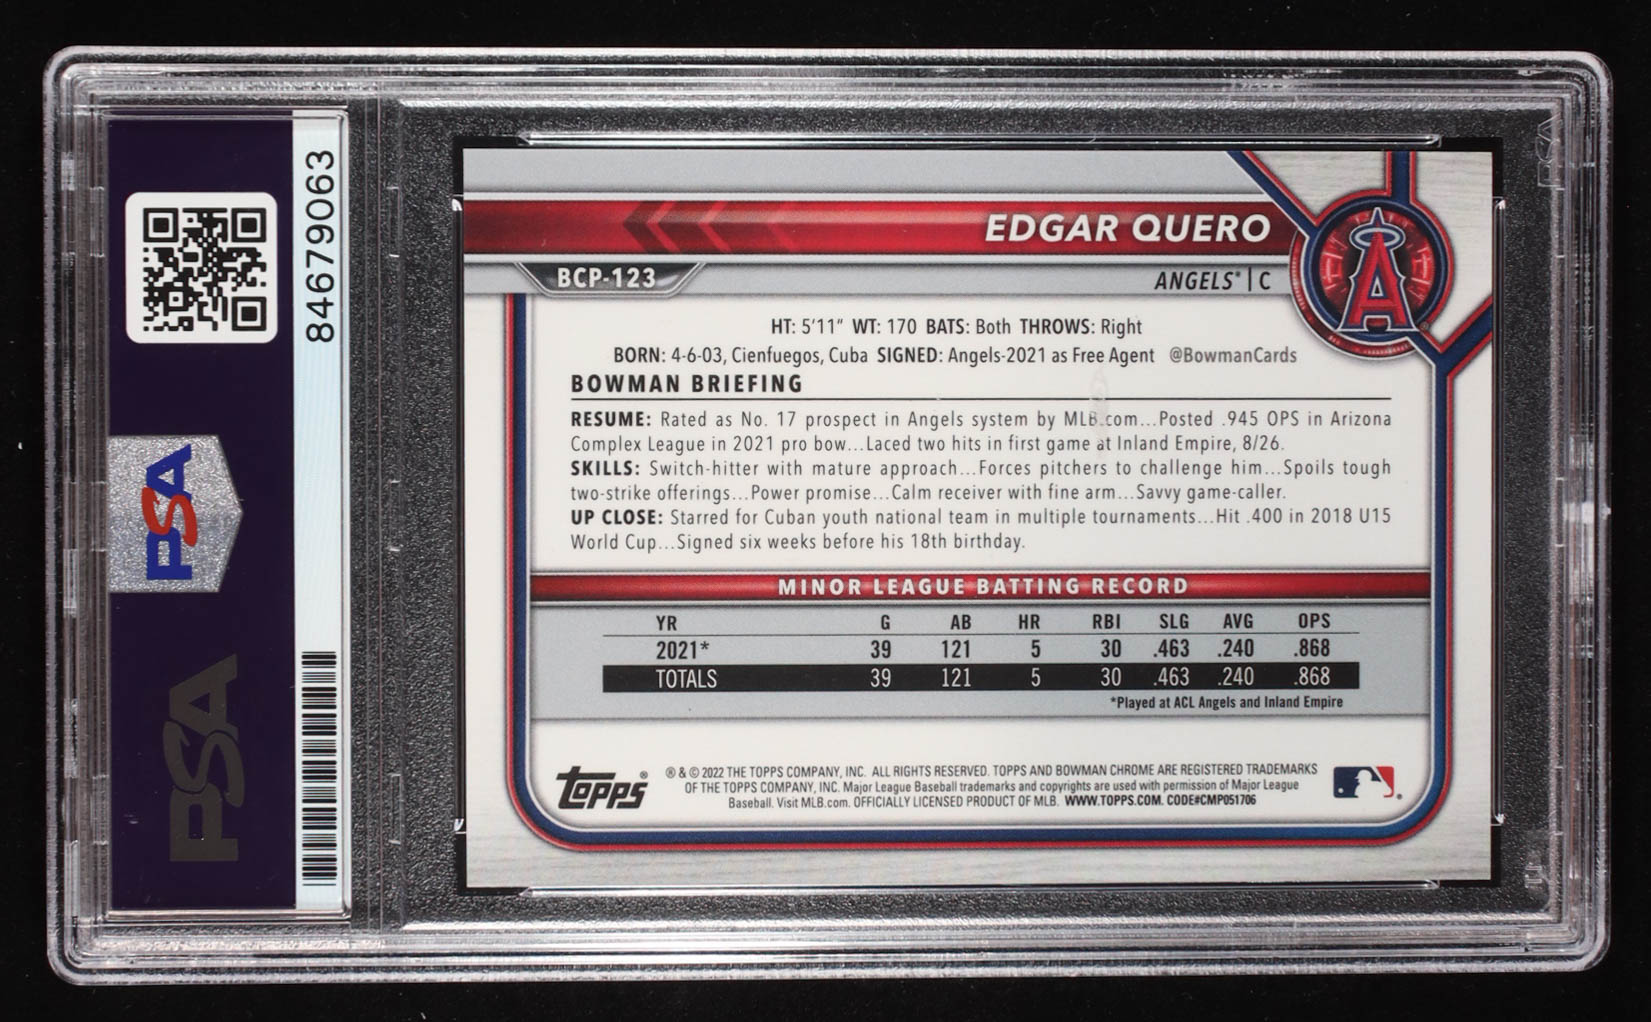 84679063
PSA
PSA
EDGAR QUERO
BCP-123
ANGELS® | C
A
HT: 5'11" WT: 170 BATS: Both THROWS: Right
BORN: 4-6-03, Cienfuegos, Cuba SIGNED: Angels-2021 as Free Agent @BowmanCards
BOWMAN BRIEFING
RESUME: Rated as No. 17 prospect in Angels system by MLB.com...Posted .945 OPS in Arizona
Complex League in 2021 pro bow...Laced two hits in first game at Inland Empire, 8/26.
SKILLS: Switch-hitter with mature approach...Forces pitchers to challenge him...Spoils tough
two-strike offerings...Power promise...Calm receiver with fine arm...Savvy game-caller.
UP CLOSE: Starred for Cuban youth national team in multiple tournaments...Hit .400 in 2018 U15
World Cup...Signed six weeks before his 18th birthday.
MINOR LEAGUE BATTING RECORD
YR G AB HR RBI SLG AVG OPS
2021* 39 121 5 30 .463 .240 .868
TOTALS 39 121 5 30 .463 .240 .868
*Played at ACL Angels and Inland Empire
topps®
® & © 2022 THE TOPPS COMPANY, INC. ALL RIGHTS RESERVED. TOPPS AND BOWMAN CHROME ARE REGISTERED TRADEMARKS
OF THE TOPPS COMPANY, INC. Major League Baseball trademarks and copyrights are used with permission of Major League
Baseball. Visit MLB.com. OFFICIALLY LICENSED PRODUCT OF MLB. WWW.TOPPS.COM. CODE#CMP051706